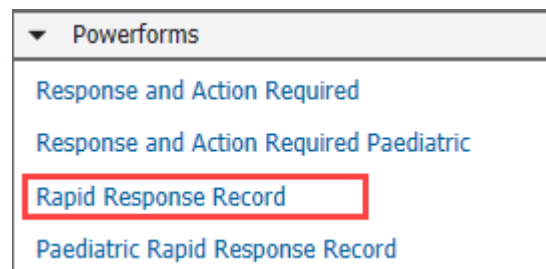 Powerforms
Response and Action Required
Response and Action Required Paediatric
Rapid Response Record
Paediatric Rapid Response Record